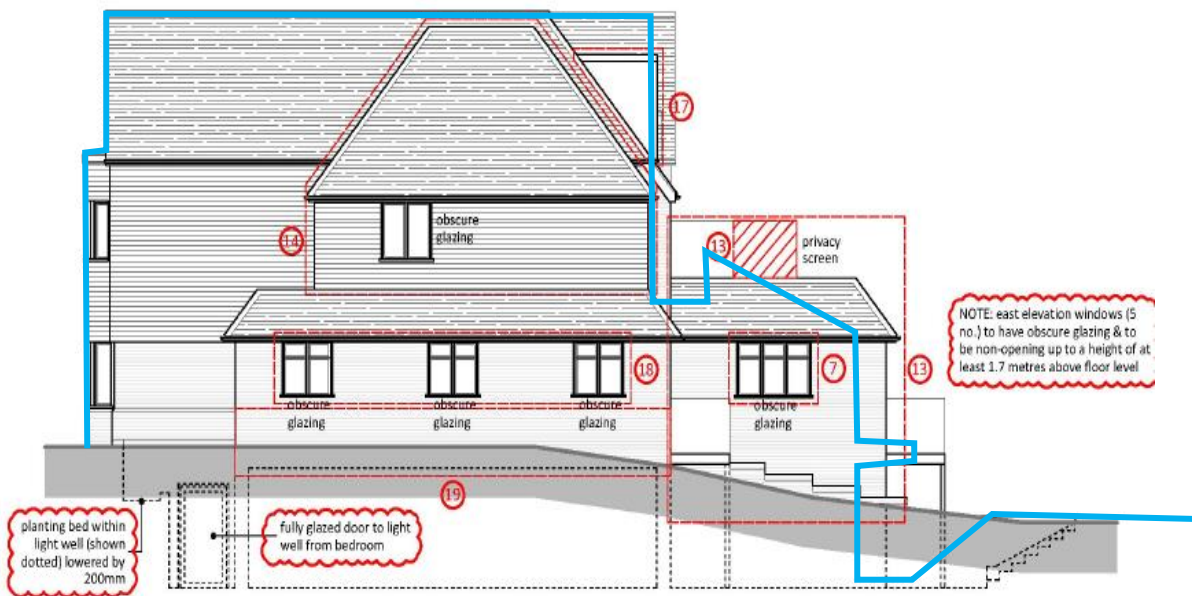 17
obscure
glazing
14
13
privacy
screen
NOTE: east elevation windows (5
no.) to have obscure glazing & to
be non-opening up to a height of at
least 1.7 metres above floor level
18
7
13
obscure
glazing
obscure
glazing
obscure
glazing
obscure
glazing
19
planting bed within
light well (shown
dotted) lowered by
200mm
fully glazed door to light
well from bedroom